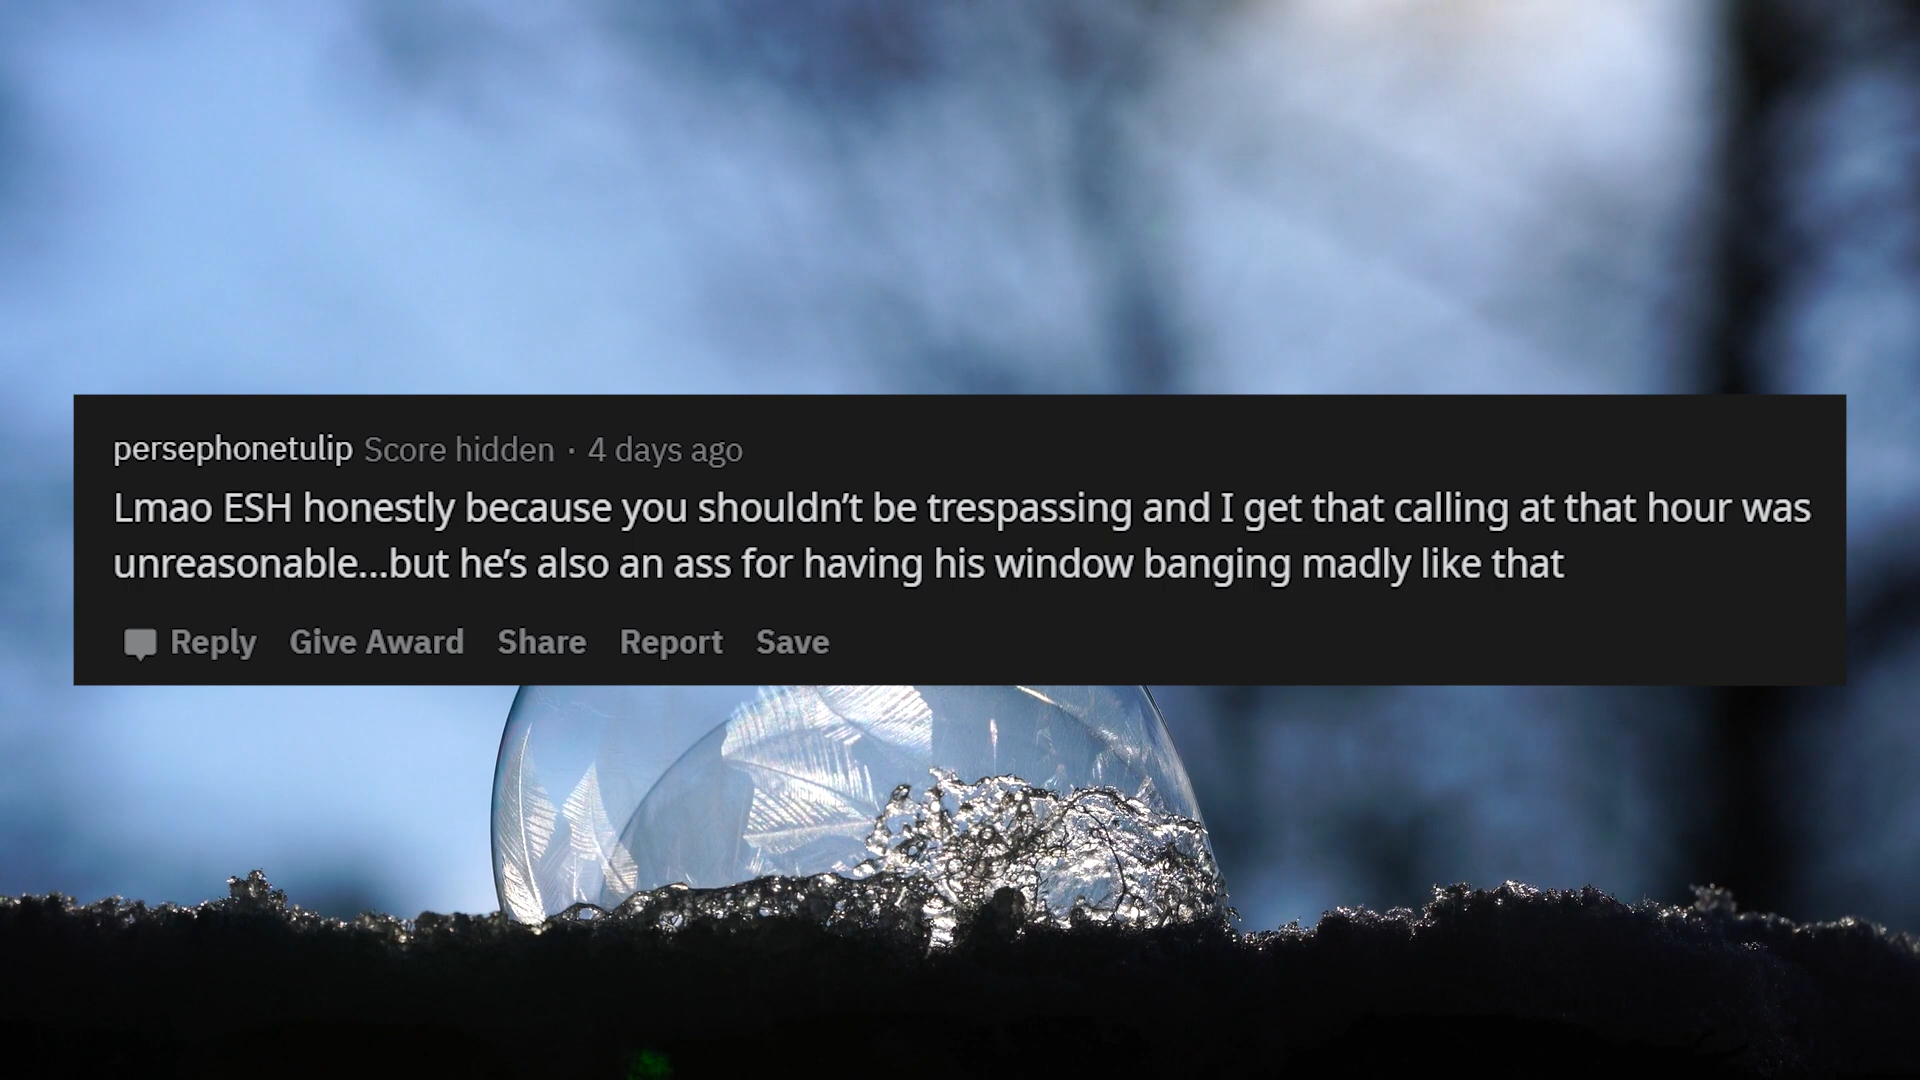 persephonetulip Score hidden · 4 days ago
Lmao ESH honestly because you shouldn’t be trespassing and I get that calling at that hour was
unreasonable...but he’s also an ass for having his window banging madly like that
Reply Give Award Share Report Save